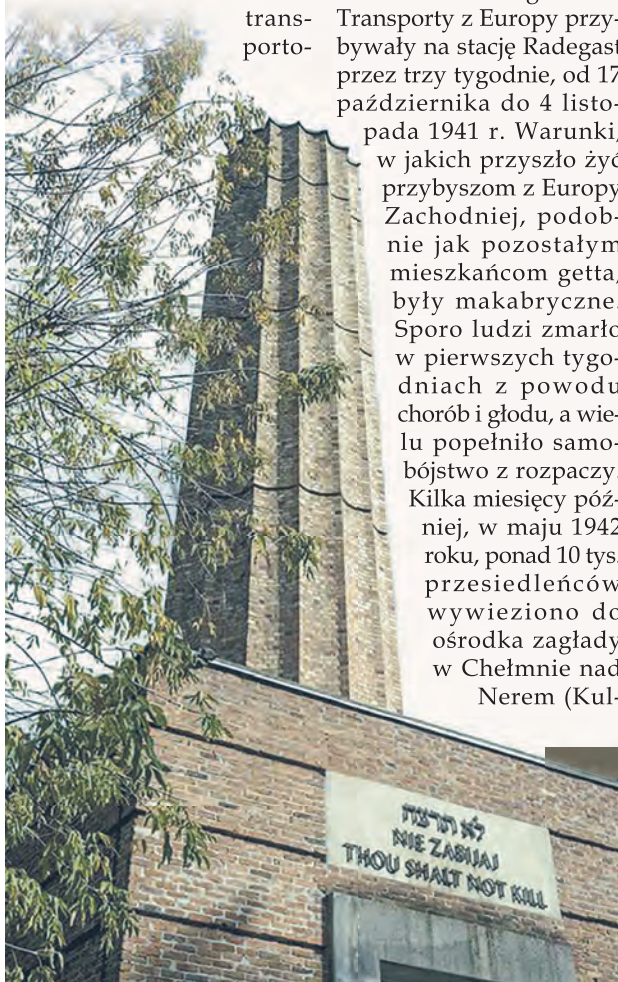 trans-
porto-
Transporty z Europy przy-
bywały na stację Radegast
przez trzy tygodnie, od 17
października do 4 listo-
pada 1941 r. Warunki,
w jakich przyszło żyć
przybyszom z Europy
Zachodniej, podob-
nie jak pozostałym
mieszkańcom getta,
były makabryczne.
Sporo ludzi zmarło
w pierwszych tygo-
dniach z powodu
chorób i głodu, a wie-
lu popełniło samo-
bójstwo z rozpaczy.
Kilka miesięcy póź-
niej, w maju 1942
roku, ponad 10 tys.
przesiedleńców
wywieziono do
ośrodka zagłady
w Chełmnie nad
Nerem (Kul-
לא תרצח
NIE ZABIJAJ
THOU SHALT NOT KILL